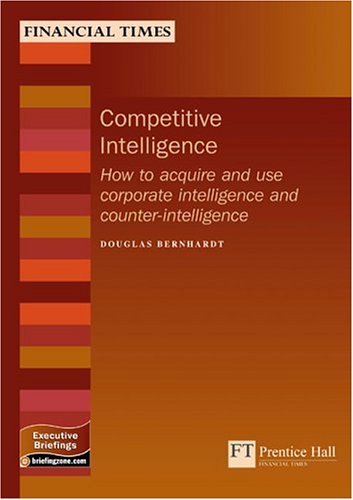 FINANCIAL TIMES
Competitive
Intelligence
How to acquire and use
corporate intelligence and
counter-intelligence
DOUGLAS BERNHARDT
Executive
Briefings
@ briefingzone.com
FT Prentice Hall
FINANCIAL TIMES